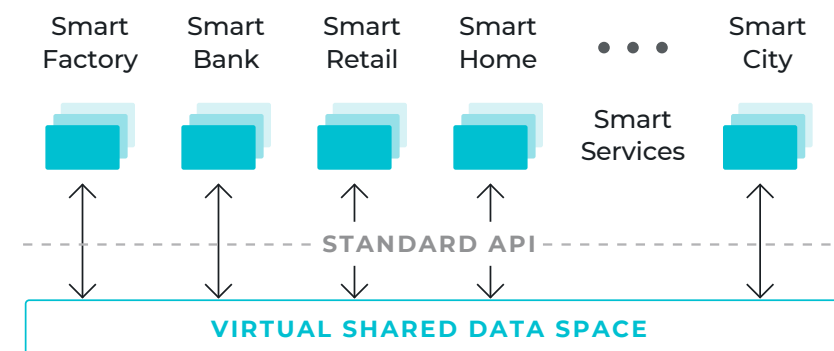 Smart
Factory
Smart
Bank
Smart
Retail
Smart
Home
Smart
Services
Smart
City
STANDARD API
VIRTUAL SHARED DATA SPACE